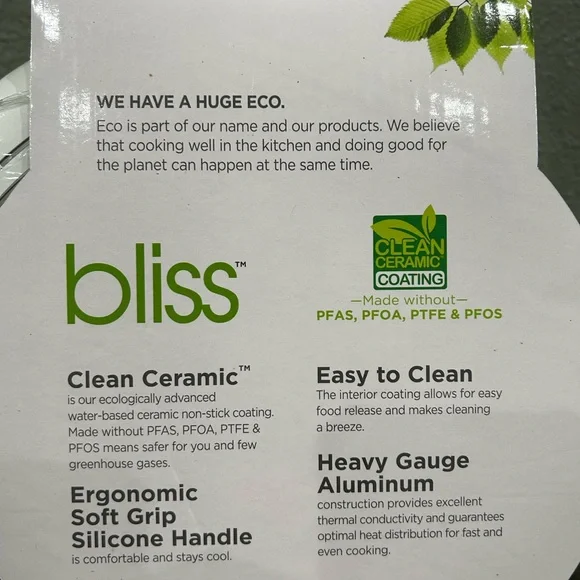 WE HAVE A HUGE ECO.
Eco is part of our name and our products. We believe
that cooking well in the kitchen and doing good for
the planet can happen at the same time.
bliss™
CLEAN
CERAMIC™
COATING
—Made without—
PFAS, PFOA, PTFE & PFOS
Clean Ceramic™
is our ecologically advanced
water-based ceramic non-stick coating.
Made without PFAS, PFOA, PTFE &
PFOS means safer for you and few
greenhouse gases.
Easy to Clean
The interior coating allows for easy
food release and makes cleaning
a breeze.
Ergonomic
Soft Grip
Silicone Handle
is comfortable and stays cool.
Heavy Gauge
Aluminum
construction provides excellent
thermal conductivity and guarantees
optimal heat distribution for fast and
even cooking.